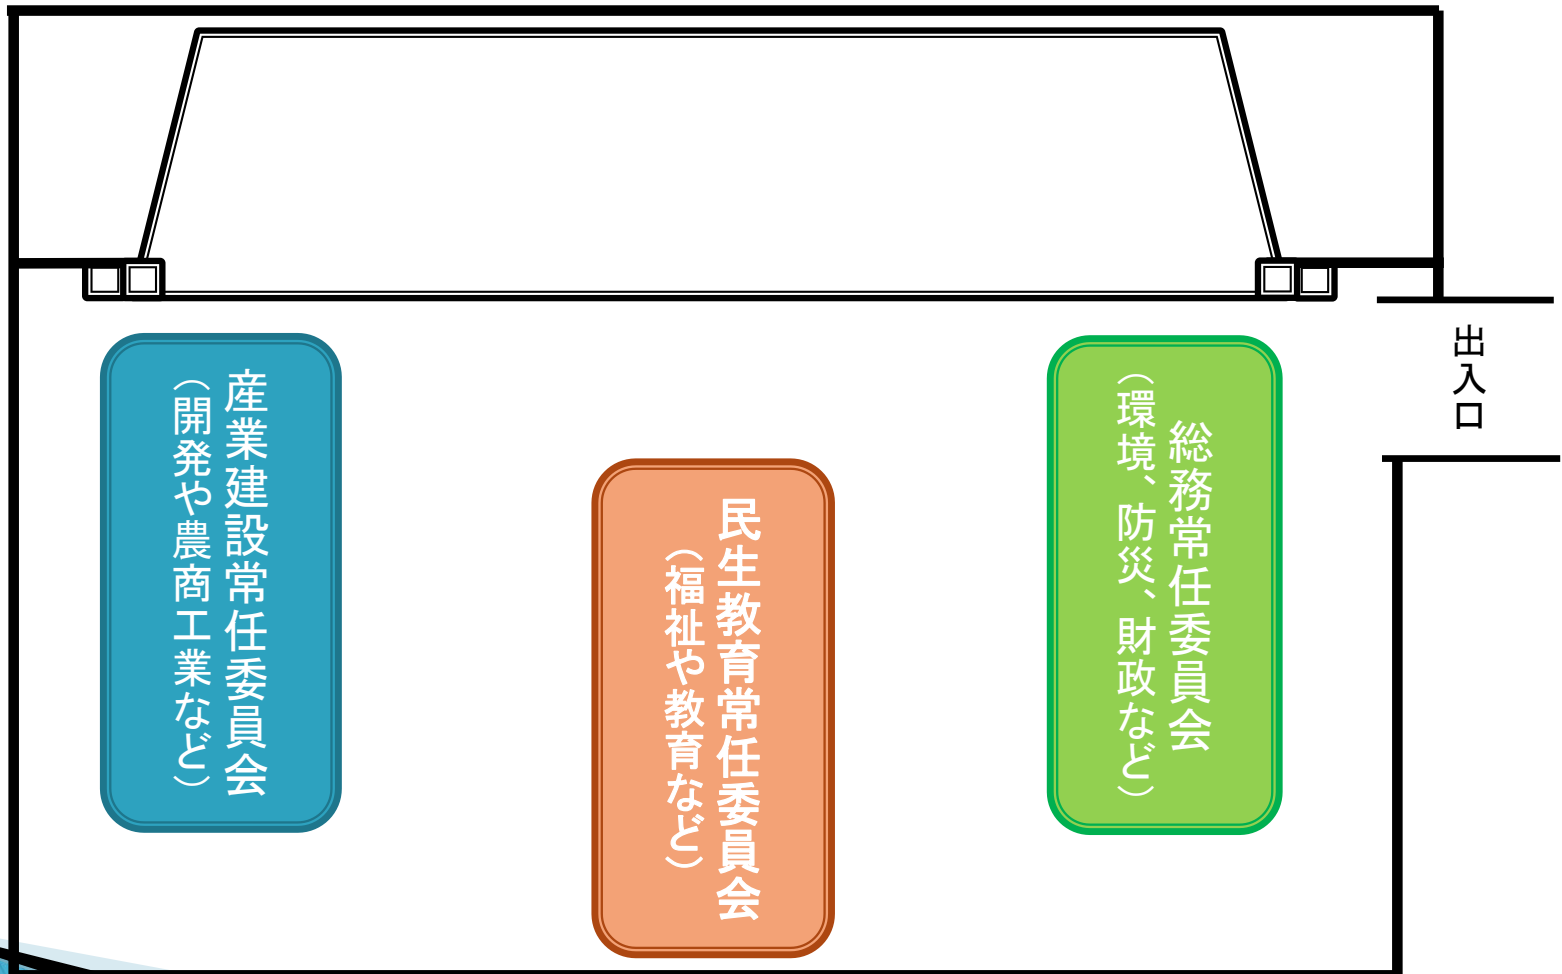 出入口
総務常任委員会
（環境、防災、財政など）
民生教育常任委員会
（福祉や教育など）
産業建設常任委員会
（開発や農商工業など）